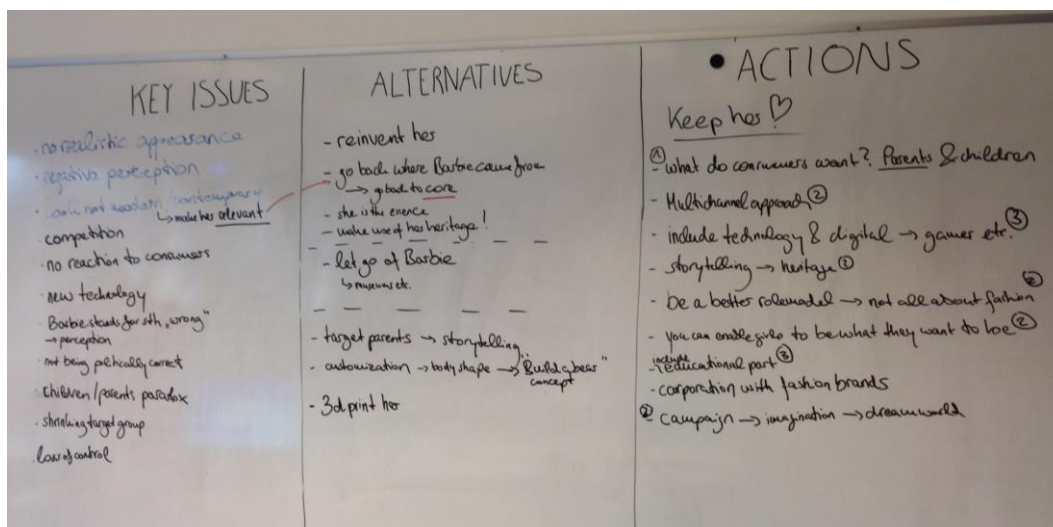 KEY ISSUES
· no realistic appearance
· negative perception
· look not modern/contemporary
↳ make her relevant
· competition
· no reaction to consumers
· new technology
· Barbie stands for sth „wrong"
→ perception
· not being politically correct
· Children/parents paradox
· shrinking target group
· low of control
ALTERNATIVES
- reinvent her
- go back where Barbie came from
→ go back to core
- she is the essence
- make use of her heritage!
- let go of Barbie
↳ museum etc.
- target parents → storytelling..
- customization → body shape → „Build a bear"
concept
- 3d print her
• ACTIONS
Keep her ♡
① - What do consumers want? Parents & children
- Multichannel approach ②
- include technology & digital → games etc. ③
- storytelling → heritage ①
- be a better rolemodel → not all about fashion ②
- you can enable girls to be what they want to be ②
- include educational part ③
- corporation with fashion brands
② campaign → imagination → dreamworld